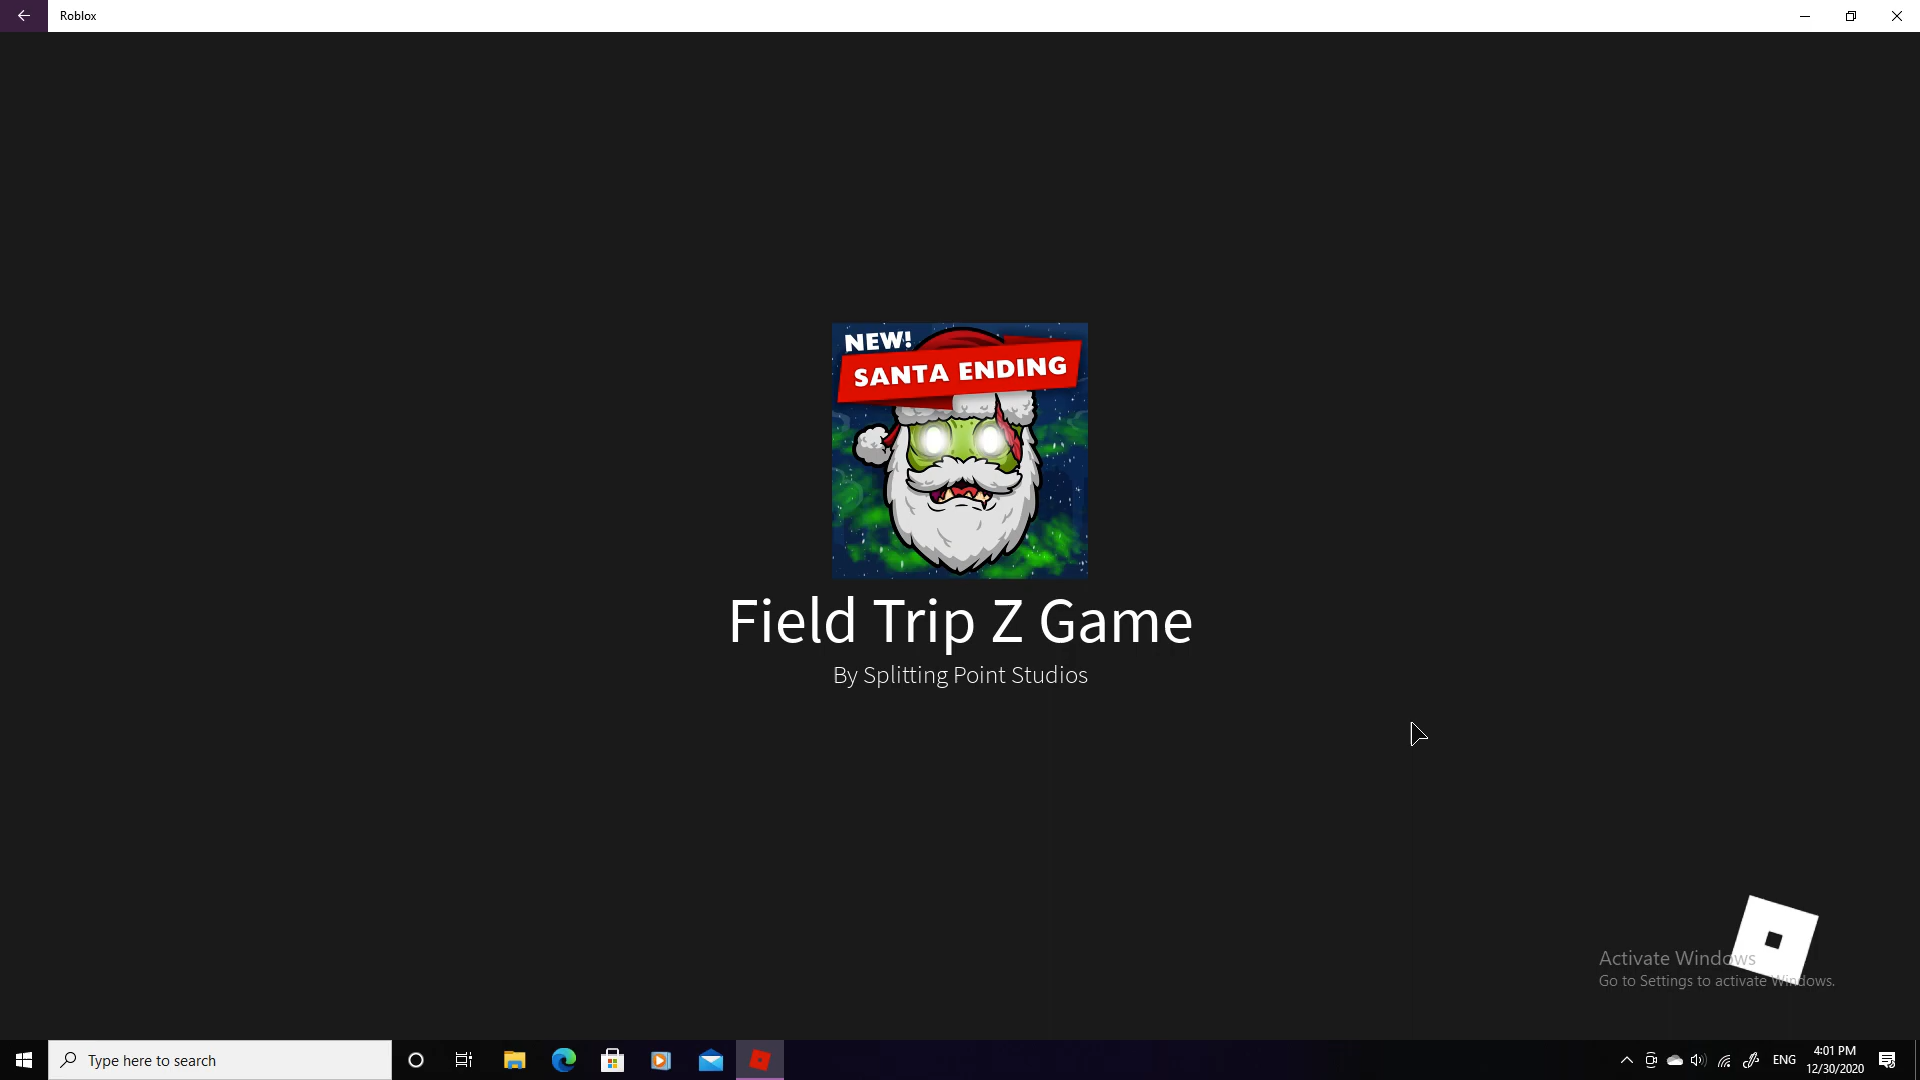 Roblox
NEW!
SANTA ENDING
Field Trip Z Game
By Splitting Point Studios
Activate Windows
Go to Settings to activate Windows.
Type here to search
ENG
4:01 PM
12/30/2020